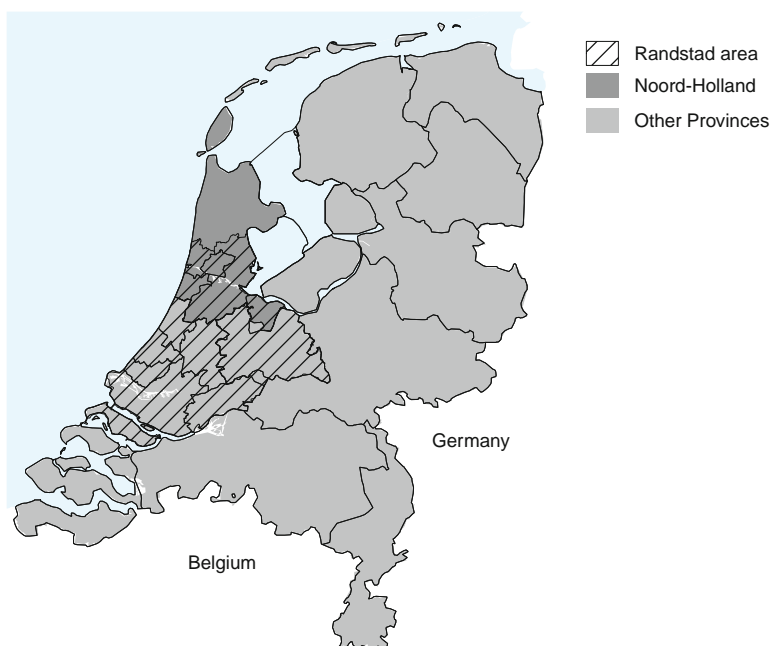 Randstad area
Noord-Holland
Other Provinces
Germany
Belgium